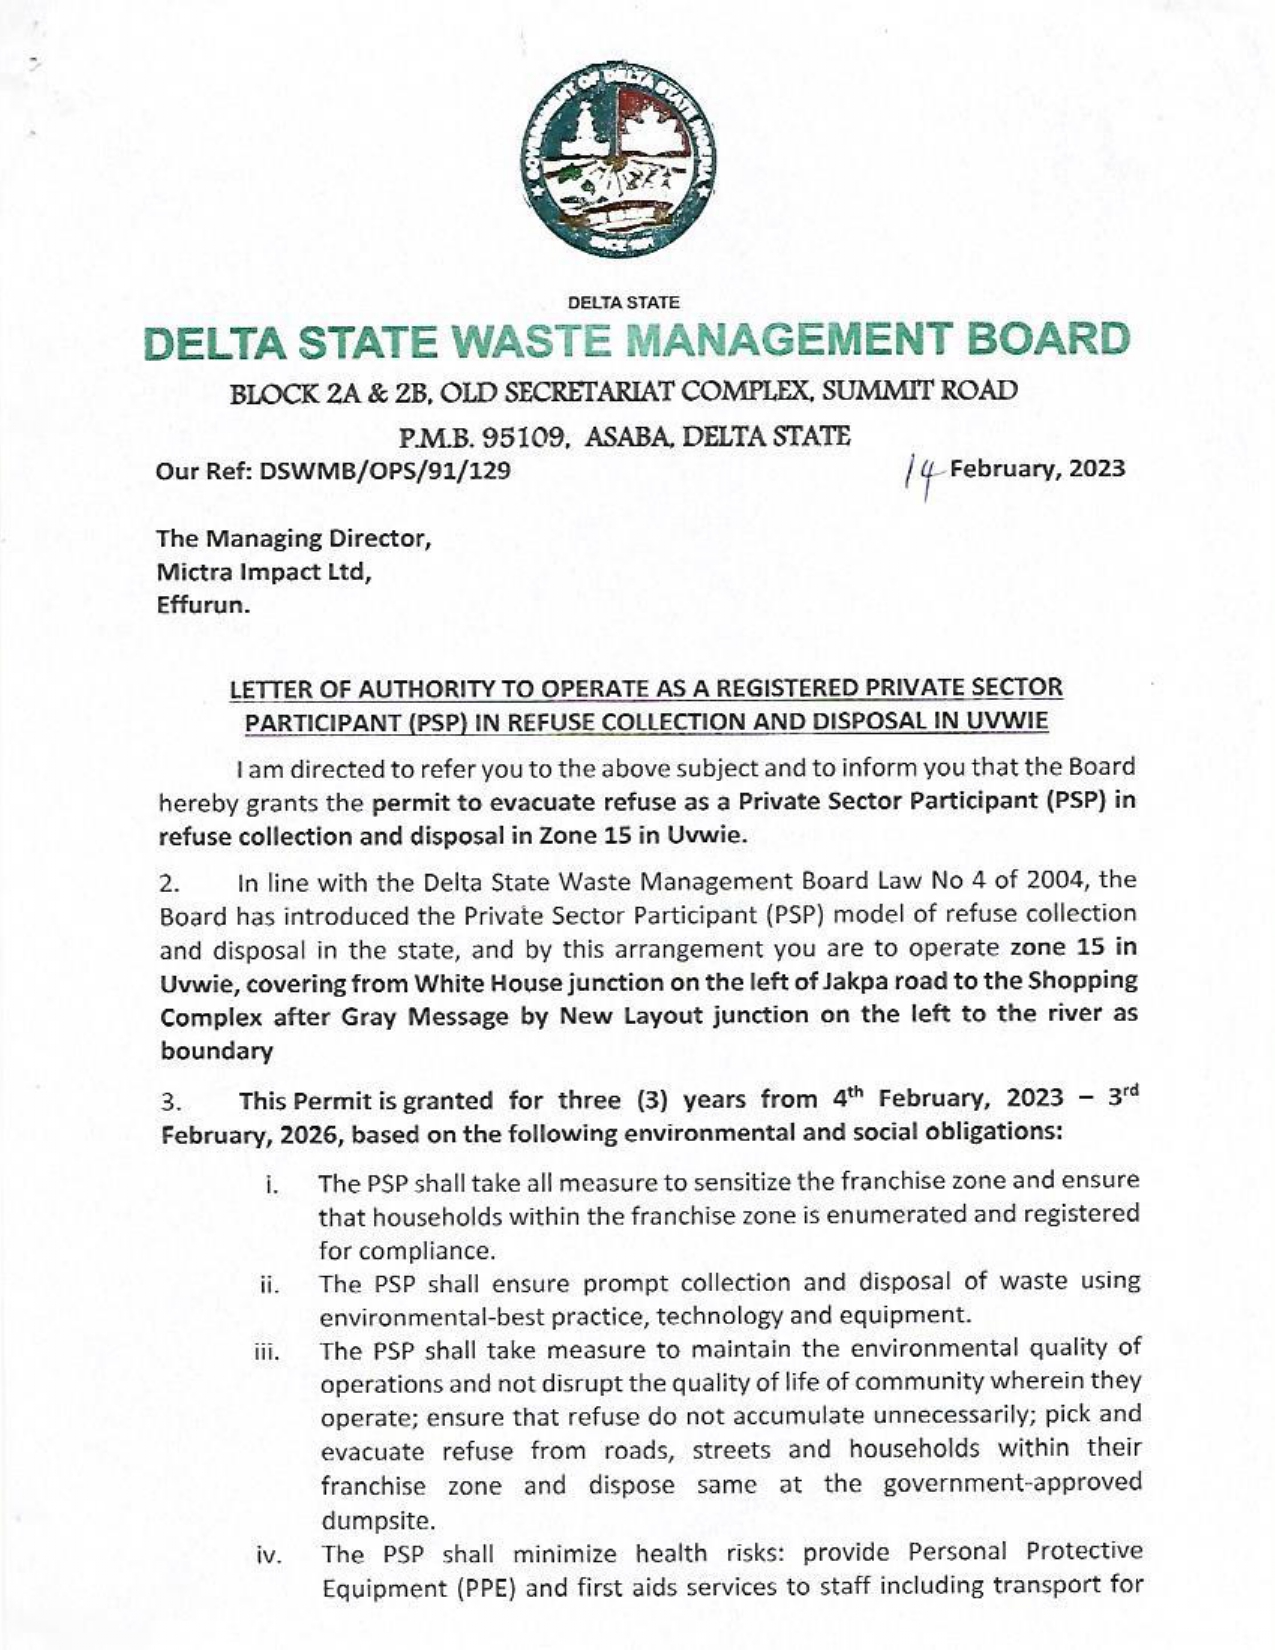 GOVERNMENT OF DELTA STATE NIGERIA
SINCE 1991
DELTA STATE
DELTA STATE WASTE MANAGEMENT BOARD
BLOCK 2A & 2B, OLD SECRETARIAT COMPLEX, SUMMIT ROAD
P.M.B. 95109, ASABA, DELTA STATE
Our Ref: DSWMB/OPS/91/129 14 February, 2023
The Managing Director,
Mictra Impact Ltd,
Effurun.
LETTER OF AUTHORITY TO OPERATE AS A REGISTERED PRIVATE SECTOR
PARTICIPANT (PSP) IN REFUSE COLLECTION AND DISPOSAL IN UVWIE
I am directed to refer you to the above subject and to inform you that the Board
hereby grants the permit to evacuate refuse as a Private Sector Participant (PSP) in
refuse collection and disposal in Zone 15 in Uvwie.
2. In line with the Delta State Waste Management Board Law No 4 of 2004, the
Board has introduced the Private Sector Participant (PSP) model of refuse collection
and disposal in the state, and by this arrangement you are to operate zone 15 in
Uvwie, covering from White House junction on the left of Jakpa road to the Shopping
Complex after Gray Message by New Layout junction on the left to the river as
boundary
3. This Permit is granted for three (3) years from 4th February, 2023 – 3rd
February, 2026, based on the following environmental and social obligations:
i. The PSP shall take all measure to sensitize the franchise zone and ensure
that households within the franchise zone is enumerated and registered
for compliance.
ii. The PSP shall ensure prompt collection and disposal of waste using
environmental-best practice, technology and equipment.
iii. The PSP shall take measure to maintain the environmental quality of
operations and not disrupt the quality of life of community wherein they
operate; ensure that refuse do not accumulate unnecessarily; pick and
evacuate refuse from roads, streets and households within their
franchise zone and dispose same at the government-approved
dumpsite.
iv. The PSP shall minimize health risks: provide Personal Protective
Equipment (PPE) and first aids services to staff including transport for